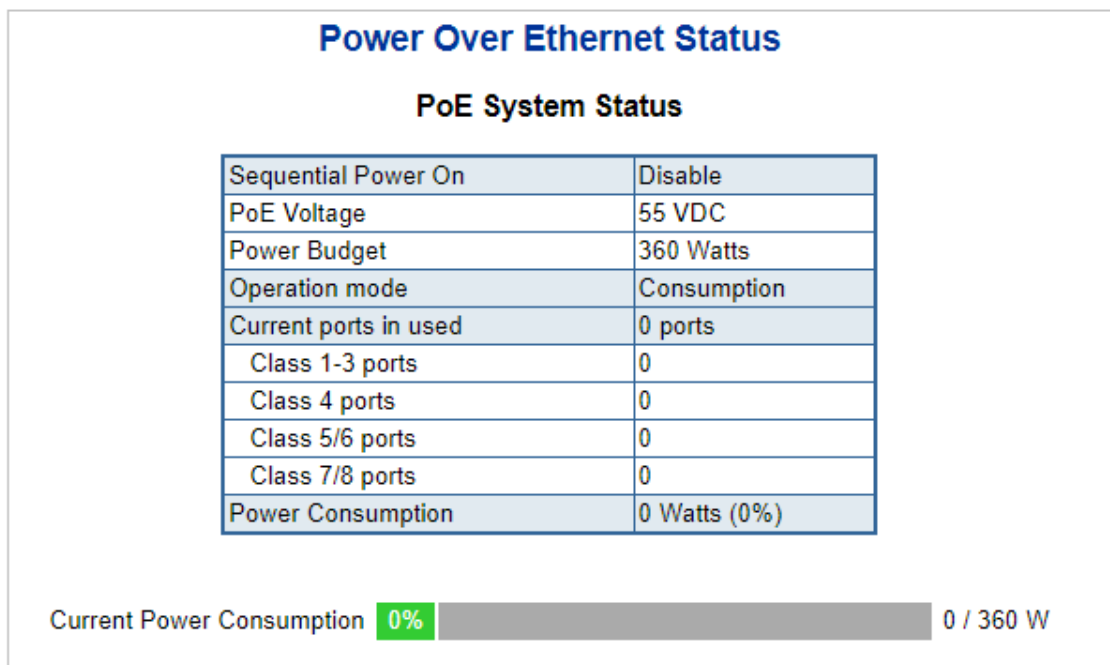 Power Over Ethernet Status
PoE System Status
Sequential Power On Disable
PoE Voltage 55 VDC
Power Budget 360 Watts
Operation mode Consumption
Current ports in used 0 ports
Class 1-3 ports 0
Class 4 ports 0
Class 5/6 ports 0
Class 7/8 ports 0
Power Consumption 0 Watts (0%)
Current Power Consumption 0% 0 / 360 W